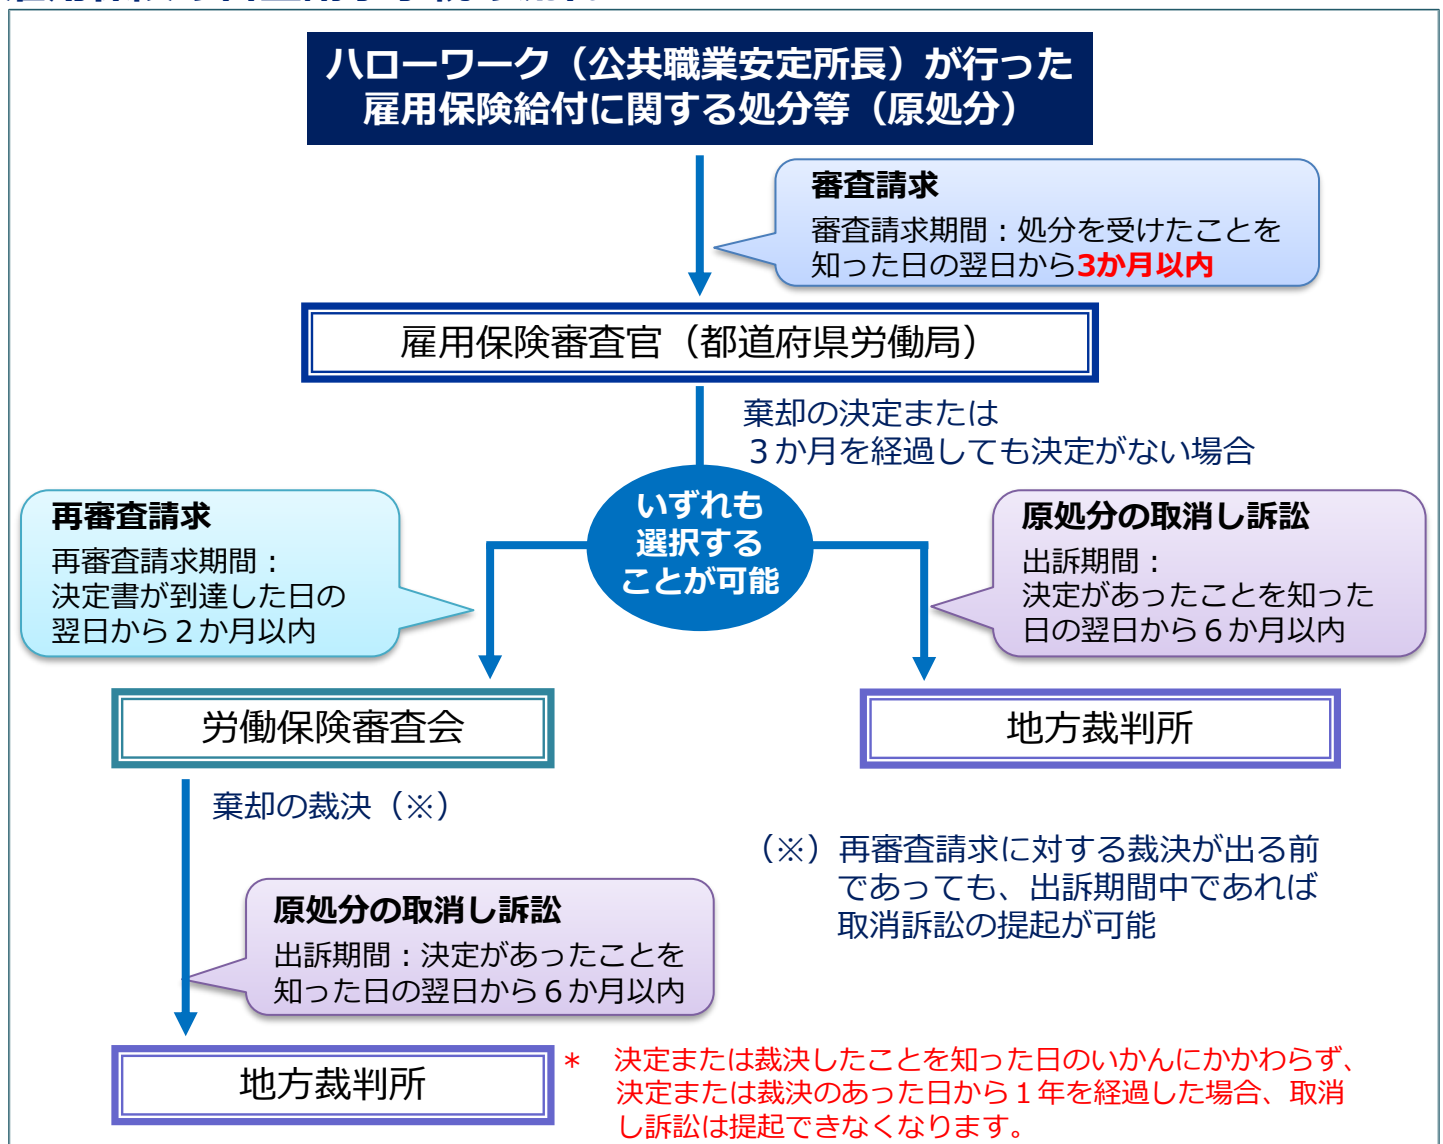 ハローワーク（公共職業安定所長）が行った
雇用保険給付に関する処分等（原処分）
審査請求
審査請求期間：処分を受けたことを
知った日の翌日から3か月以内
雇用保険審査官（都道府県労働局）
棄却の決定または
３か月を経過しても決定がない場合
いずれも
選択する
ことが可能
再審査請求
再審査請求期間：
決定書が到達した日の
翌日から２か月以内
原処分の取消し訴訟
出訴期間：
決定があったことを知った
日の翌日から６か月以内
労働保険審査会
地方裁判所
棄却の裁決（※）
（※）再審査請求に対する裁決が出る前
であっても、出訴期間中であれば
取消訴訟の提起が可能
原処分の取消し訴訟
出訴期間：決定があったことを
知った日の翌日から６か月以内
地方裁判所
＊　決定または裁決したことを知った日のいかんにかかわらず、
決定または裁決のあった日から１年を経過した場合、取消
し訴訟は提起できなくなります。